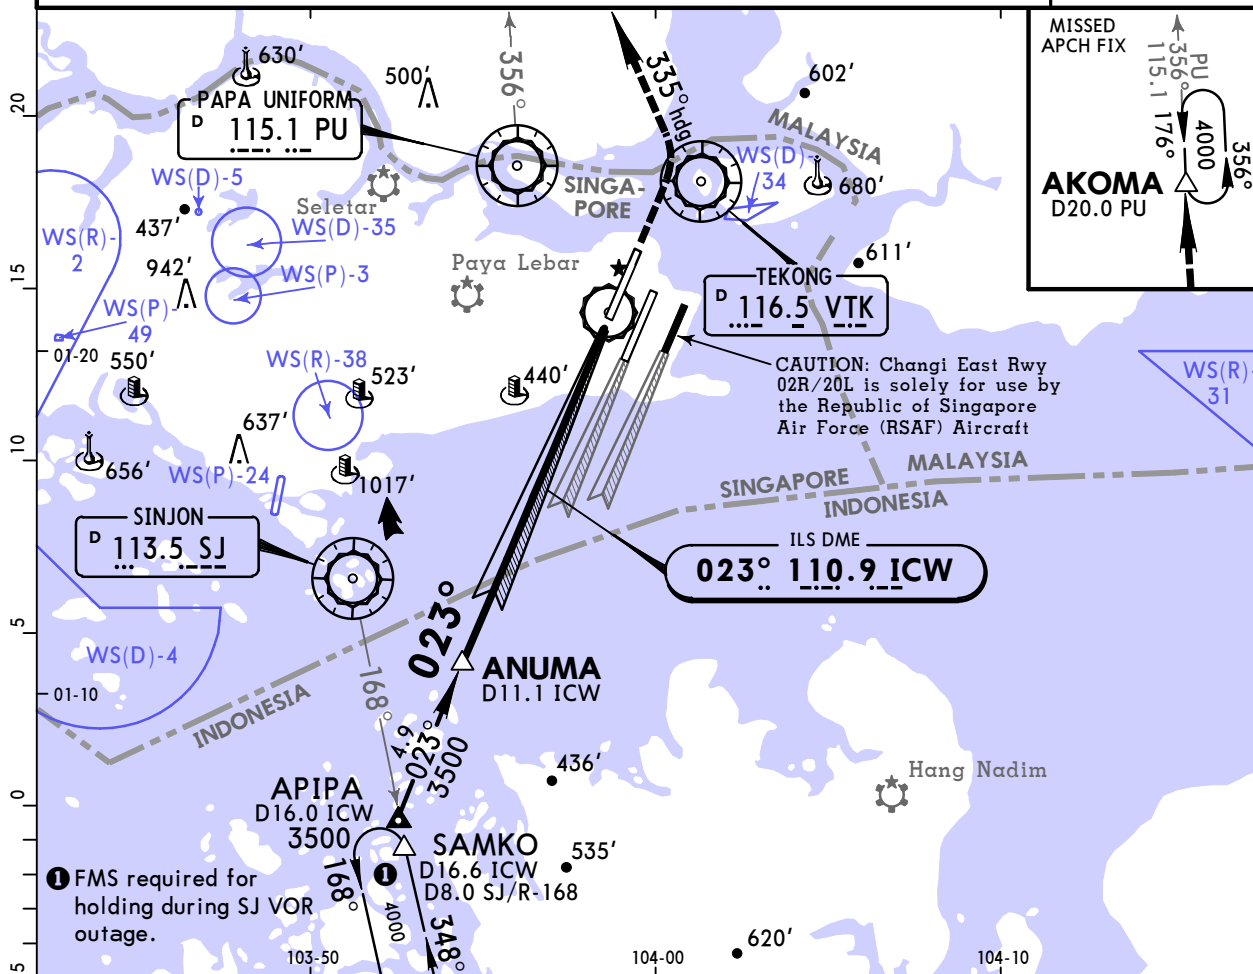 MISSED
APCH FIX
PU
115.1
356°
176°
4000
356°
AKOMA
D20.0 PU
630'
500'
356°
335° hdg
602'
PAPA UNIFORM
D 115.1 PU
MALAYSIA
WS(D)-
34
680'
SINGA-
PORE
WS(D)-5
Seletar
437'
WS(D)-35
WS(R)-
2
942'
WS(P)-3
Paya Lebar
611'
TEKONG
D 116.5 VTK
WS(P)-
49
01-20
550'
WS(R)-38
523'
440'
CAUTION: Changi East Rwy
02R/20L is solely for use by
the Republic of Singapore
Air Force (RSAF) Aircraft
WS(R)-
31
637'
656'
WS(P)-24
1017'
MALAYSIA
SINGAPORE
INDONESIA
SINJON
D 113.5 SJ
ILS DME
023° 110.9 ICW
023°
WS(D)-4
ANUMA
D11.1 ICW
168°
01-10
INDONESIA
4.9
023°
3500
436'
Hang Nadim
APIPA
D16.0 ICW
3500
SAMKO
D16.6 ICW
D8.0 SJ/R-168
535'
168°
1
4000
348°
1 FMS required for
holding during SJ VOR
outage.
620'
103-50
104-00
104-10
20
15
10
5
0
5